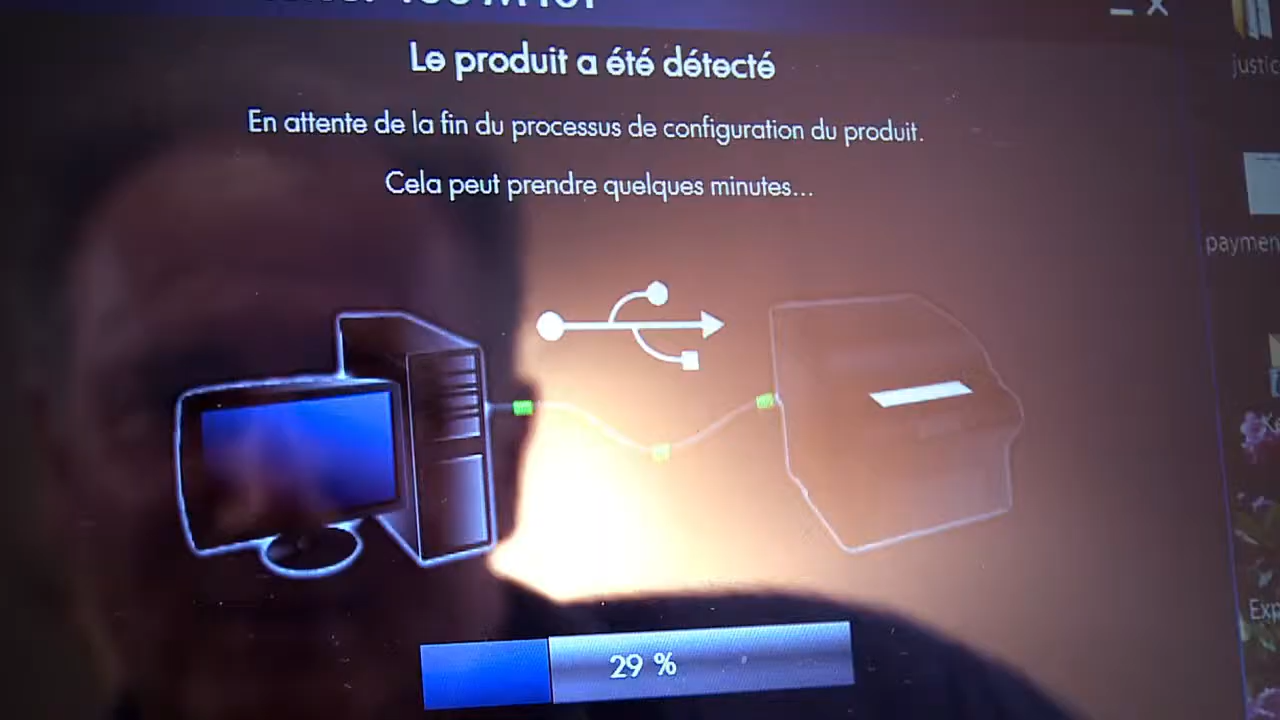 Le produit a été détecté
En attente de la fin du processus de configuration du produit.
Cela peut prendre quelques minutes...
29 %